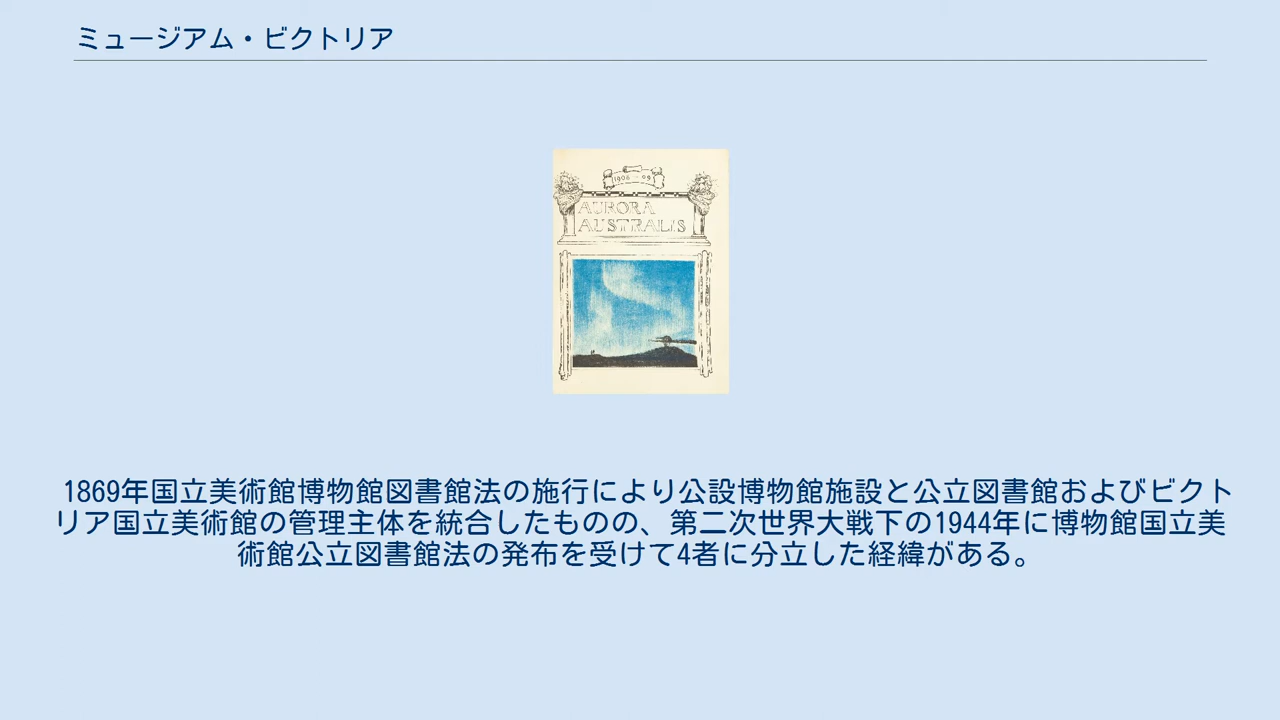 ミュージアム・ビクトリア
1908-09
AURORA
AUSTRALIS
1869年国立美術館博物館図書館法の施行により公設博物館施設と公立図書館およびビクト
リア国立美術館の管理主体を統合したものの、第二次世界大戦下の1944年に博物館国立美
術館公立図書館法の発布を受けて4者に分立した経緯がある。